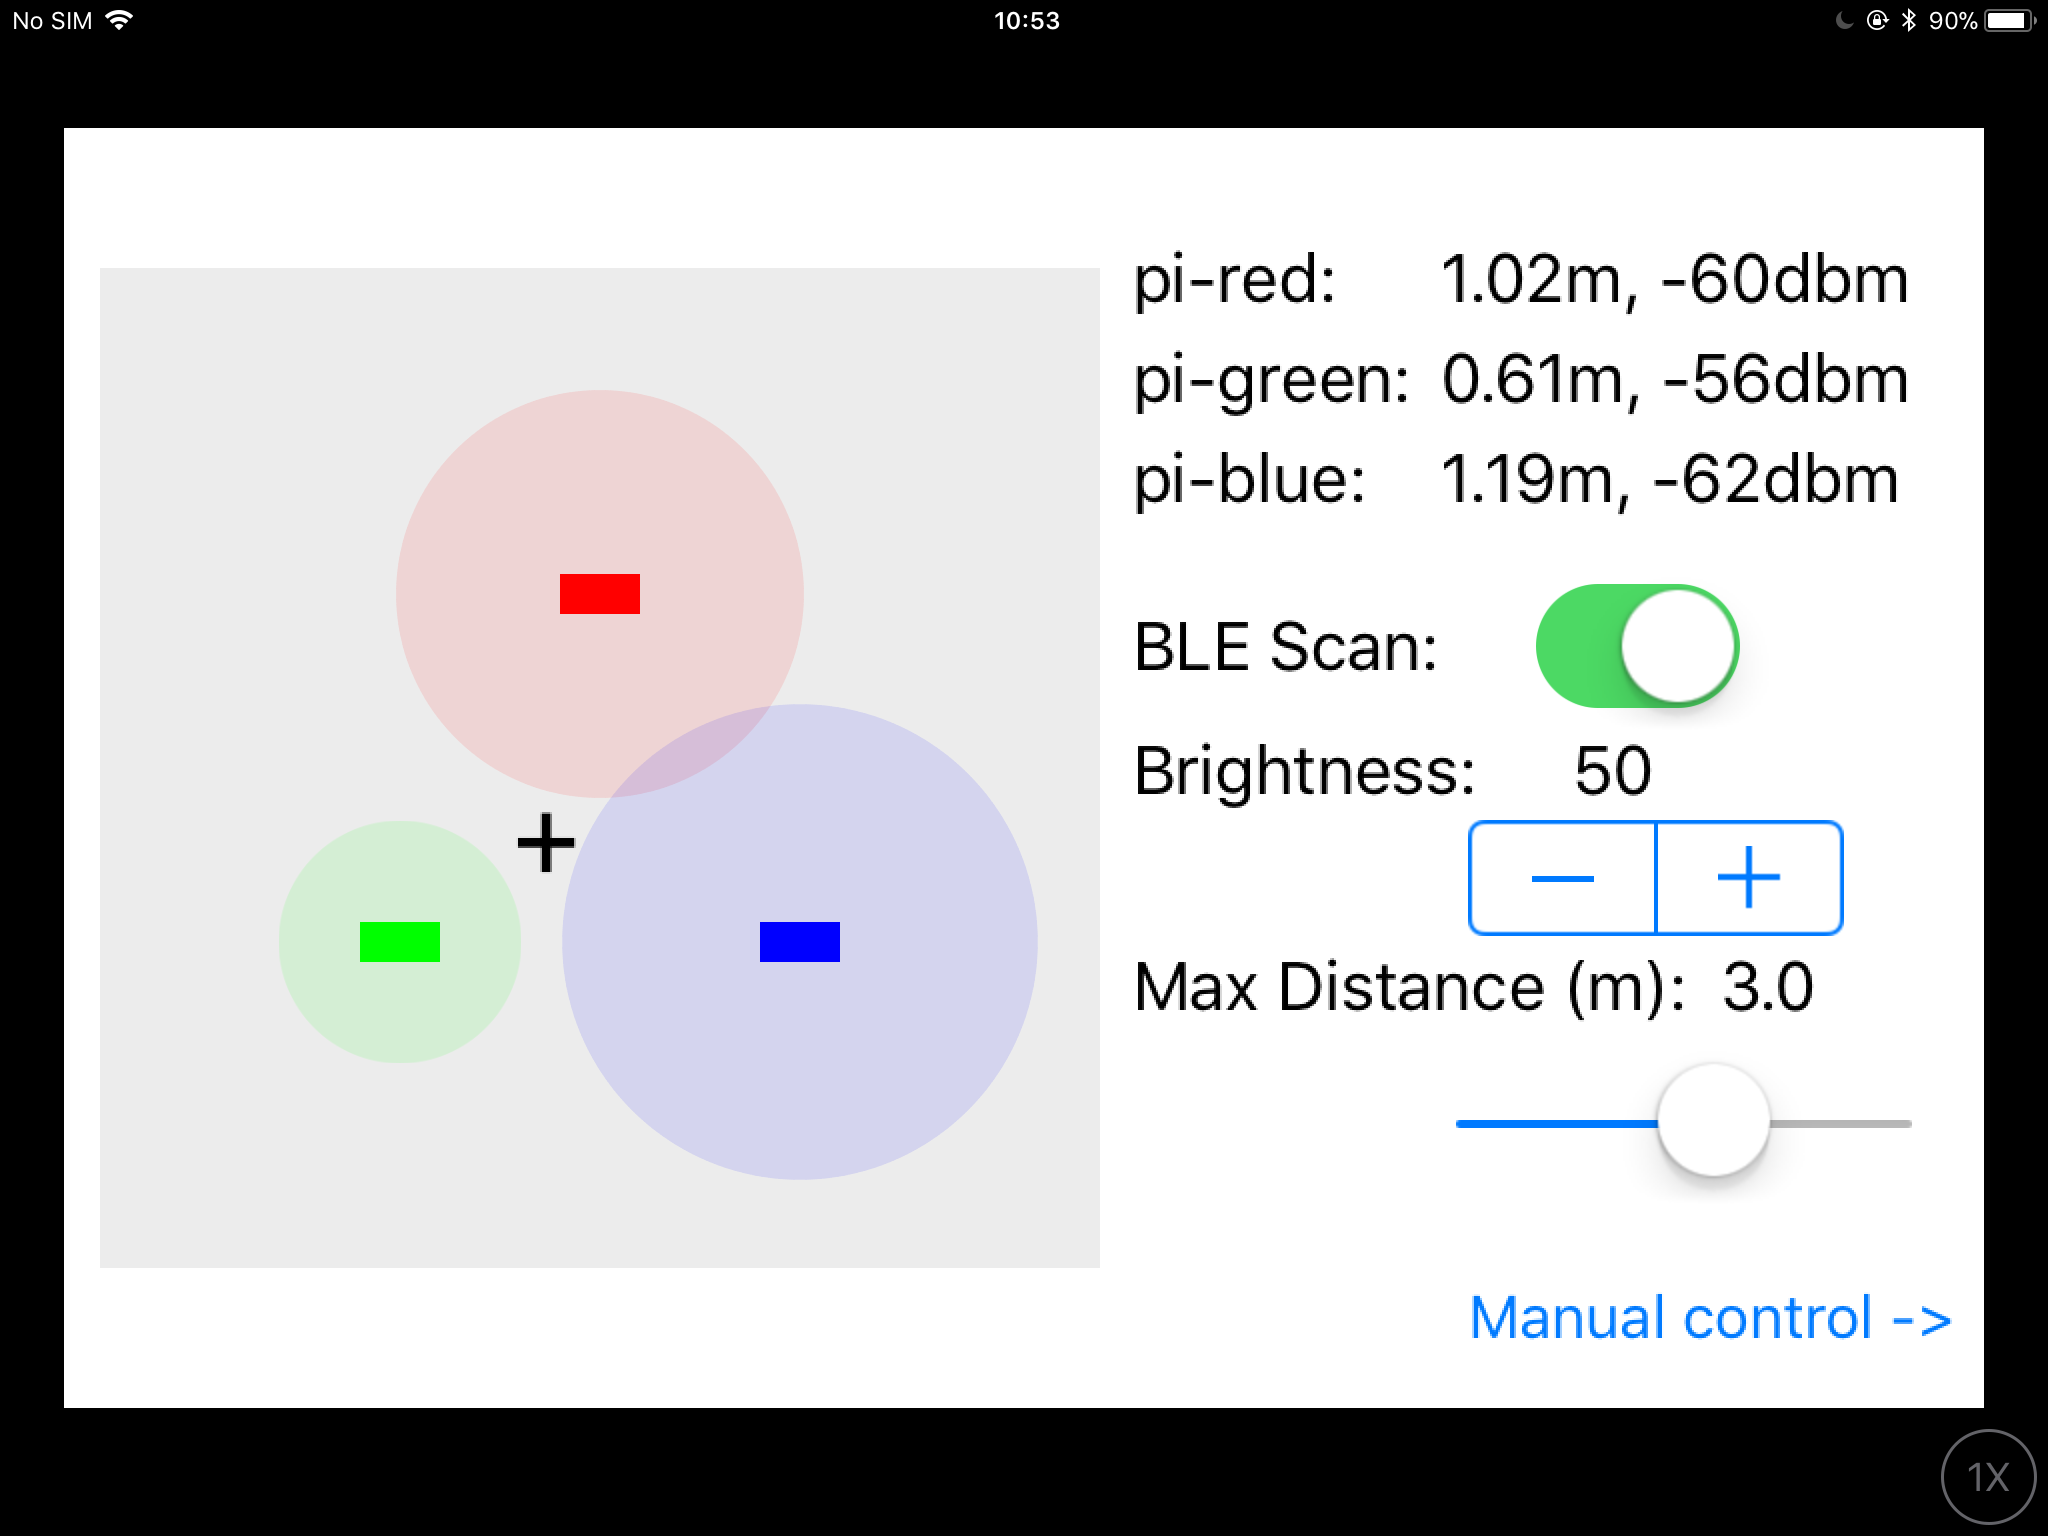 No SIM 10:53 90%
pi-red: 1.02m, -60dbm
pi-green: 0.61m, -56dbm
pi-blue: 1.19m, -62dbm
BLE Scan:
Brightness: 50
Max Distance (m): 3.0
Manual control ->
1X